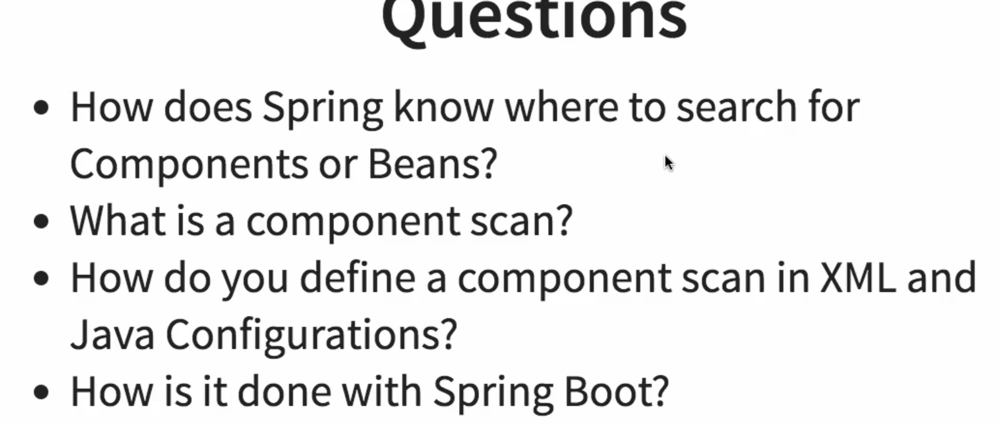 Questions
• How does Spring know where to search for
Components or Beans?
• What is a component scan?
• How do you define a component scan in XML and
Java Configurations?
• How is it done with Spring Boot?